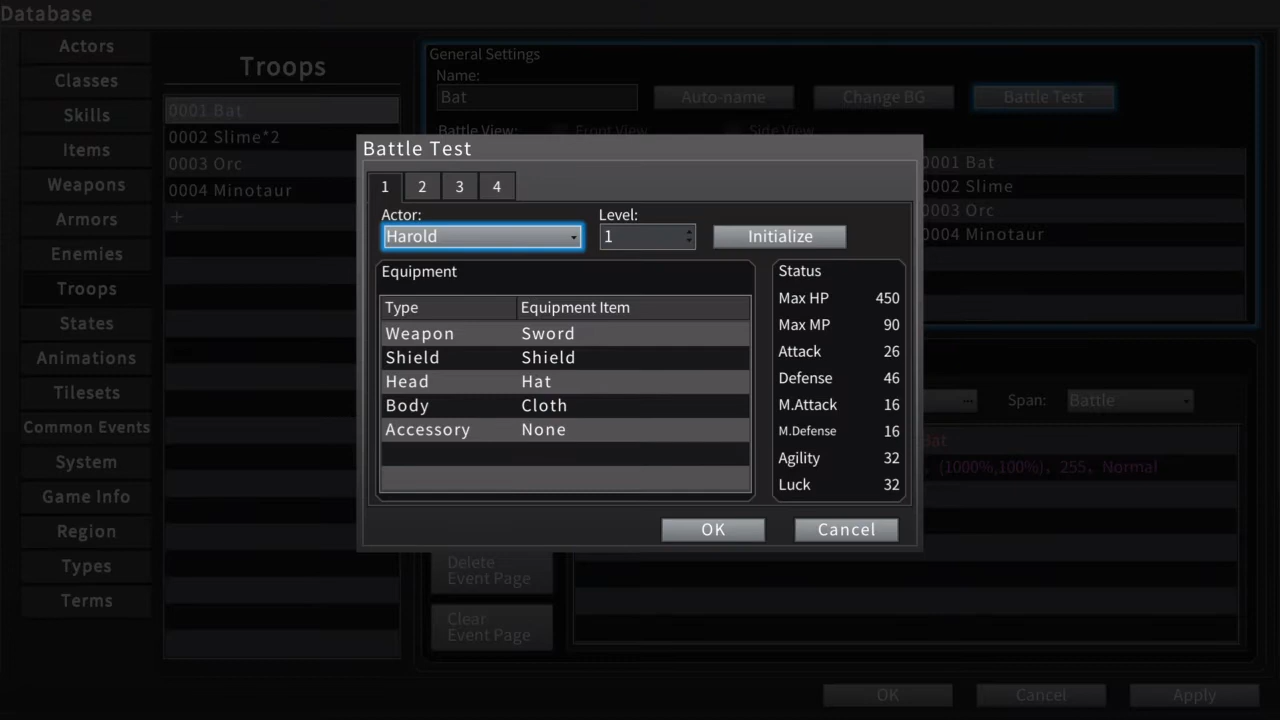 Database
Actors
Classes
Skills
Items
Weapons
Armors
Enemies
Troops
States
Animations
Tilesets
Common Events
System
Game Info
Region
Types
Terms
Troops
0001 Bat
0002 Slime*2
0003 Orc
0004 Minotaur
+
General Settings
Name:
Bat
Auto-name
Change BG
Battle Test
Battle View:
Front View
Side View
0001 Bat
0002 Slime
0003 Orc
0004 Minotaur
Battle Test
1 2 3 4
Actor:
Harold
Level:
1
Initialize
Equipment
Type Equipment Item
Weapon Sword
Shield Shield
Head Hat
Body Cloth
Accessory None
Status
Max HP 450
Max MP 90
Attack 26
Defense 46
M.Attack 16
M.Defense 16
Agility 32
Luck 32
OK
Cancel
...
Span:
Battle
Bat
, (1000%,100%), 255, Normal
Delete
Event Page
Clear
Event Page
OK
Cancel
Apply